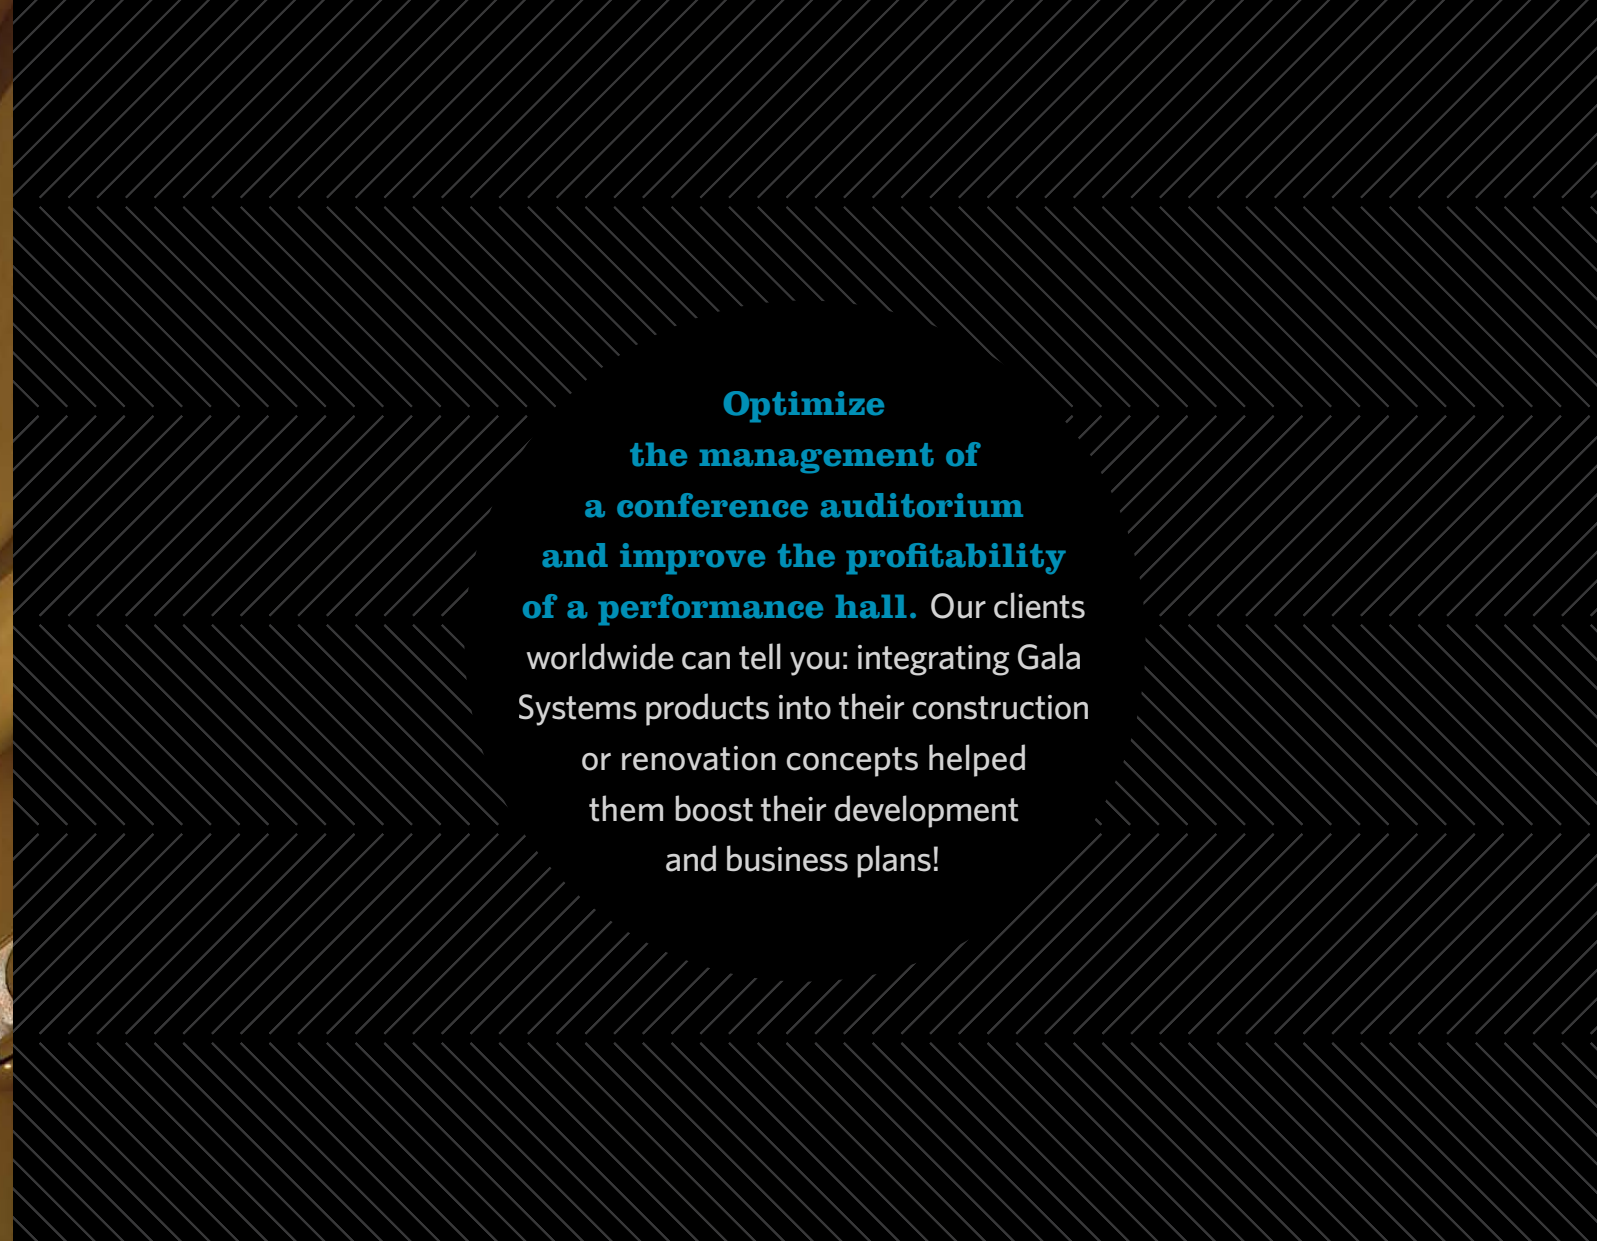 Optimize
the management of
a conference auditorium
and improve the profitability
of a performance hall. Our clients
worldwide can tell you: integrating Gala
Systems products into their construction
or renovation concepts helped
them boost their development
and business plans!